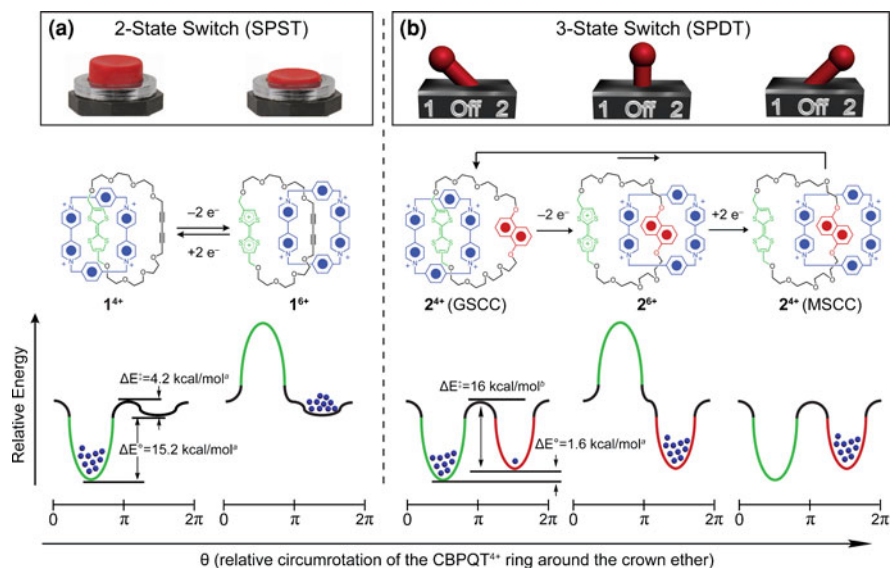 (a) 2-State Switch (SPST)
(b) 3-State Switch (SPDT)
1 Off 2
1 Off 2
1 Off 2
–2 e⁻
+2 e⁻
–2 e⁻
+2 e⁻
1⁴⁺
1⁶⁺
2⁴⁺ (GSCC)
2⁶⁺
2⁴⁺ (MSCC)
Relative Energy
ΔE‡=4.2 kcal/molᵃ
ΔE°=15.2 kcal/molᵃ
ΔE‡=16 kcal/molᵇ
ΔE°=1.6 kcal/molᵃ
0 π 2π
0 π 2π
0 π 2π
0 π 2π
0 π 2π
θ (relative circumrotation of the CBPQT⁴⁺ ring around the crown ether)